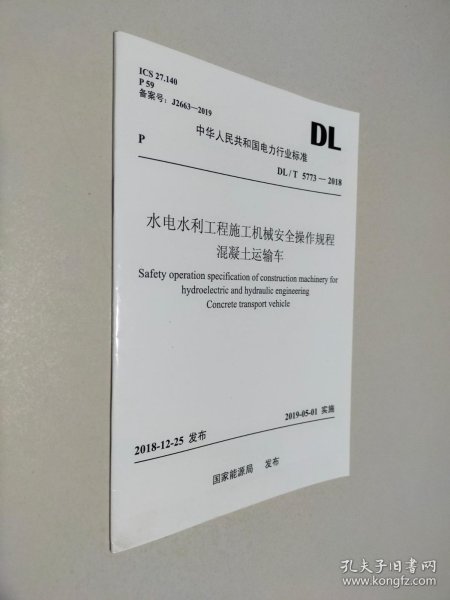 ICS 27.140
P 59
备案号：J2663—2019
DL
中华人民共和国电力行业标准
P
DL/T 5773—2018
水电水利工程施工机械安全操作规程
混凝土运输车
Safety operation specification of construction machinery for
hydroelectric and hydraulic engineering
Concrete transport vehicle
2018-12-25 发布
2019-05-01 实施
国家能源局 发布
孔夫子旧书网
www.kongfz.com